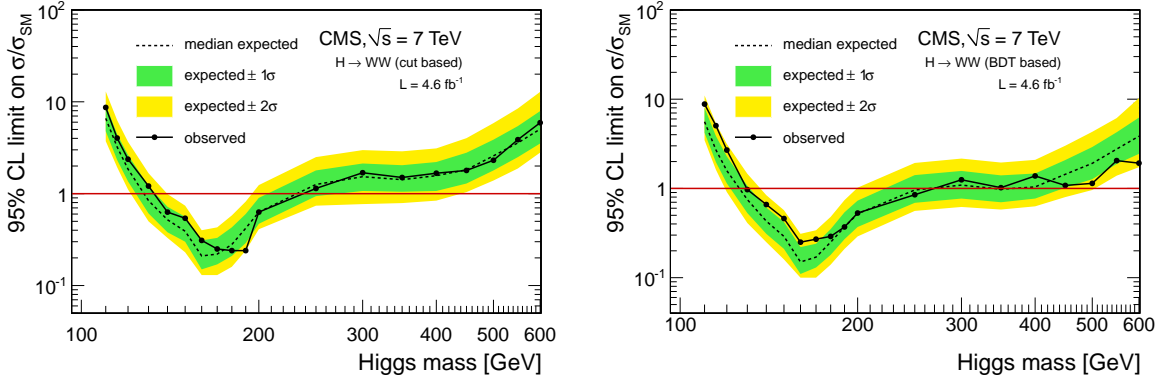 95% CL limit on σ/σSM
10²
10
1
10⁻¹
median expected
expected ± 1σ
expected ± 2σ
observed
CMS, √s = 7 TeV
H → WW (cut based)
L = 4.6 fb⁻¹
100 200 300 400 500 600
Higgs mass [GeV]
95% CL limit on σ/σSM
10²
10
1
10⁻¹
median expected
expected ± 1σ
expected ± 2σ
observed
CMS, √s = 7 TeV
H → WW (BDT based)
L = 4.6 fb⁻¹
100 200 300 400 500 600
Higgs mass [GeV]